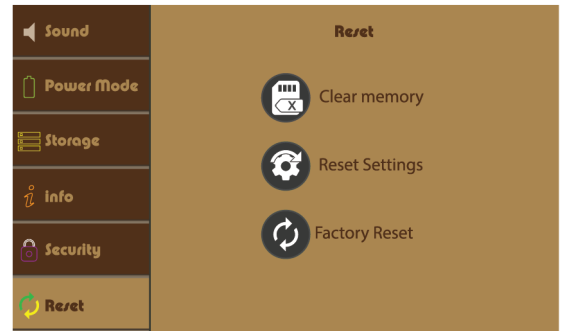 Sound
Power Mode
Storage
info
Security
Reset
Reset
Clear memory
Reset Settings
Factory Reset